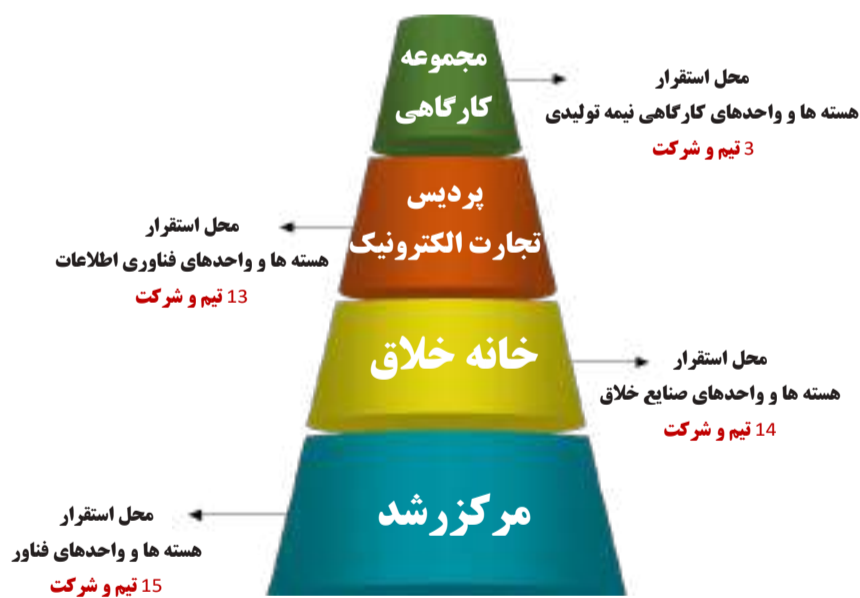 مجموعه
کارگاهی
محل استقرار
هسته ها و واحدهای کارگاهی نیمه تولیدی
3 تیم و شرکت
پردیس
تجارت الکترونیک
محل استقرار
هسته ها و واحدهای فناوری اطلاعات
13 تیم و شرکت
خانه خلاق
محل استقرار
هسته ها و واحدهای صنایع خلاق
14 تیم و شرکت
مرکزرشد
محل استقرار
هسته ها و واحدهای فناور
15 تیم و شرکت